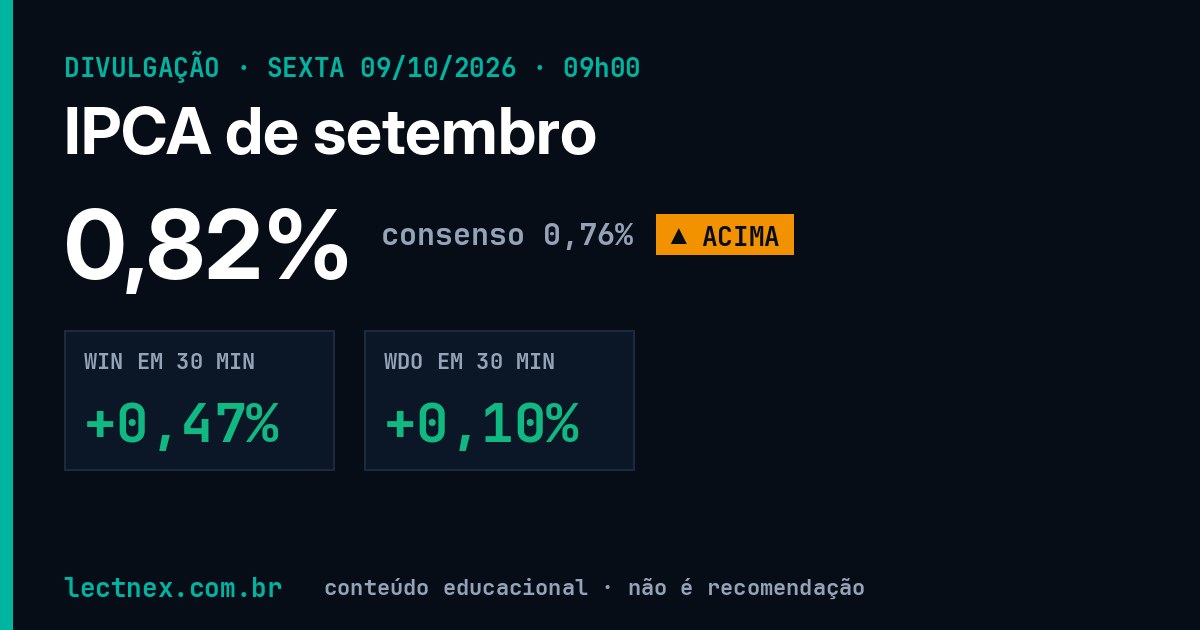 DIVULGAÇÃO · SEXTA 09/10/2026 · 09h00
IPCA de setembro
0,82% consenso 0,76% ▲ ACIMA
WIN EM 30 MIN
+0,47%
WDO EM 30 MIN
+0,10%
lectnex.com.br conteúdo educacional · não é recomendação